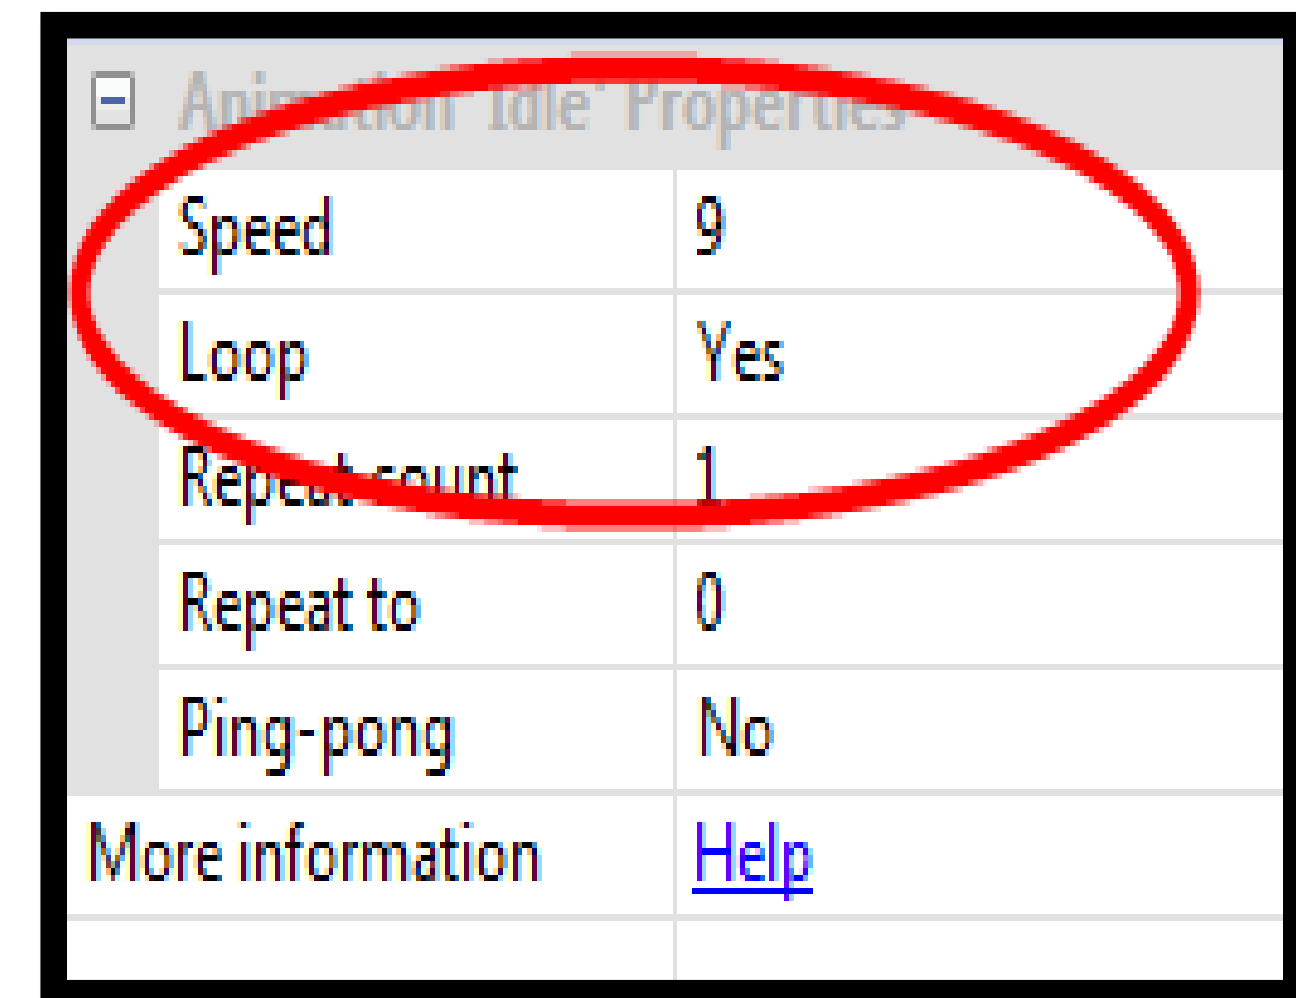 Animation 'Idle' Properties
Speed 9
Loop Yes
Repeat count 1
Repeat to 0
Ping-pong No
More information Help